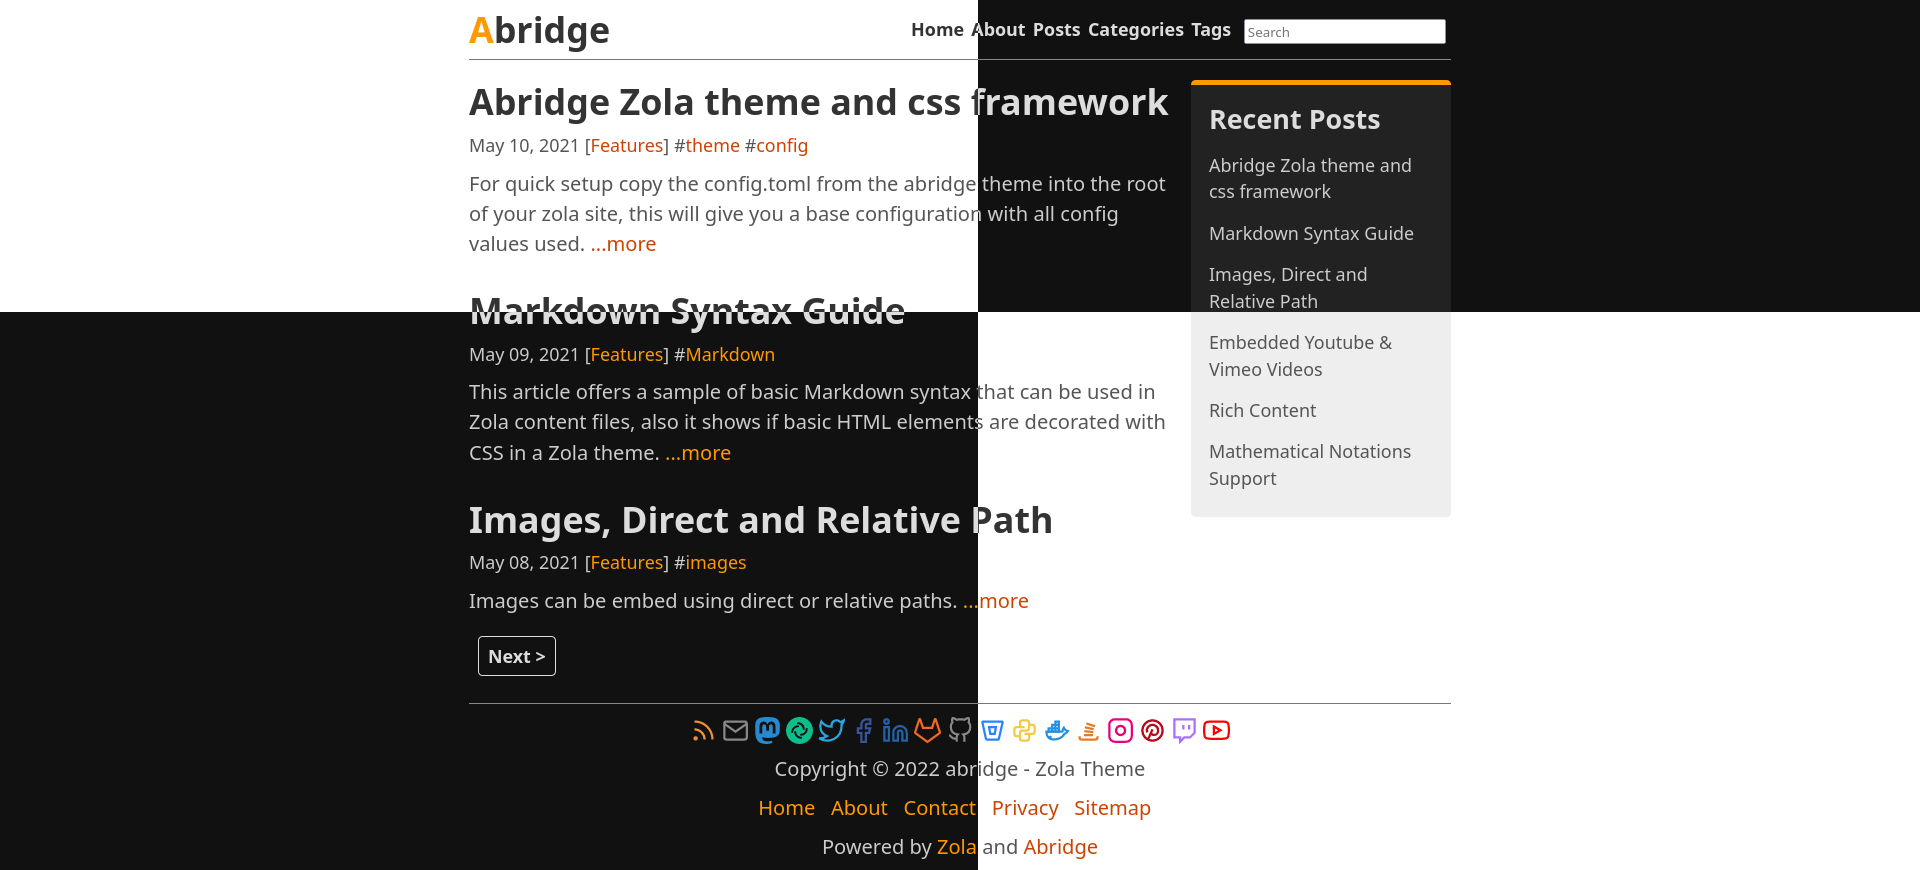 Abridge
Home About Posts Categories Tags Search
Abridge Zola theme and css framework
May 10, 2021 [Features] #theme #config
For quick setup copy the config.toml from the abridge theme into the root
of your zola site, this will give you a base configuration with all config
values used. ...more
Markdown Syntax Guide
May 09, 2021 [Features] #Markdown
This article offers a sample of basic Markdown syntax that can be used in
Zola content files, also it shows if basic HTML elements are decorated with
CSS in a Zola theme. ...more
Images, Direct and Relative Path
May 08, 2021 [Features] #images
Images can be embed using direct or relative paths. ...more
Next >
Recent Posts
Abridge Zola theme and
css framework
Markdown Syntax Guide
Images, Direct and
Relative Path
Embedded Youtube &
Vimeo Videos
Rich Content
Mathematical Notations
Support
Copyright © 2022 abridge - Zola Theme
Home About Contact Privacy Sitemap
Powered by Zola and Abridge